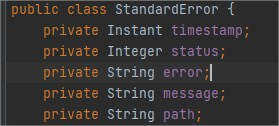 public class StandardError {
private Instant timestamp;
private Integer status;
private String error;
private String message;
private String path;